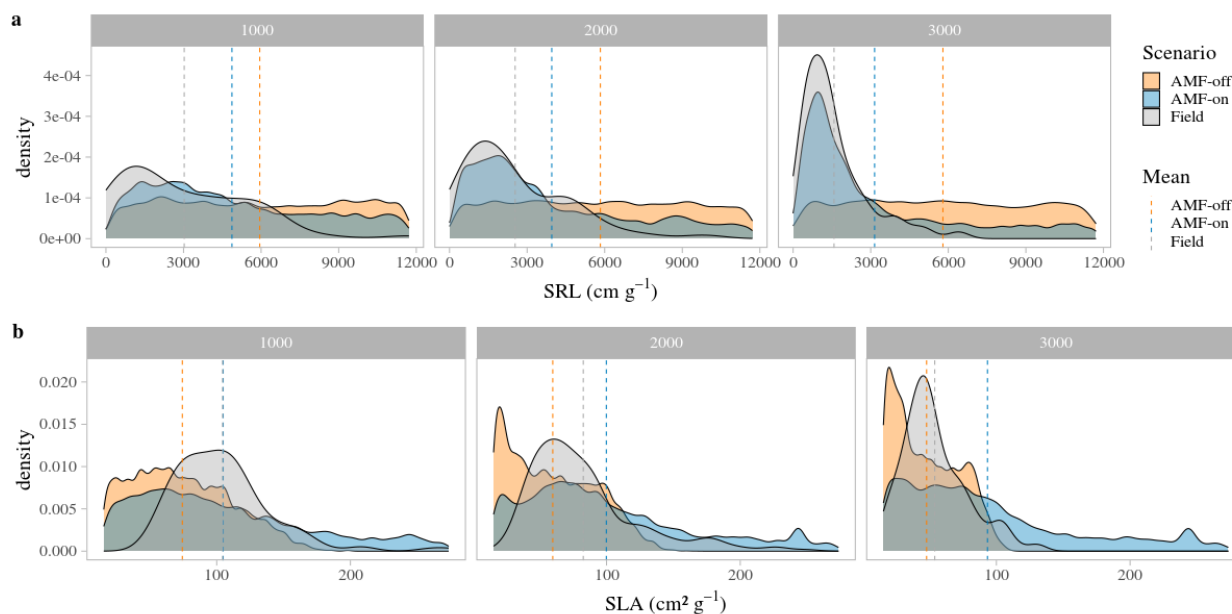 a
1000
2000
3000
density
4e-04
3e-04
2e-04
1e-04
0e+00
0
3000
6000
9000
12000
0
3000
6000
9000
12000
0
3000
6000
9000
12000
SRL (cm g⁻¹)
Scenario
AMF-off
AMF-on
Field
Mean
AMF-off
AMF-on
Field
b
1000
2000
3000
density
0.020
0.015
0.010
0.005
0.000
100
200
100
200
100
200
SLA (cm² g⁻¹)